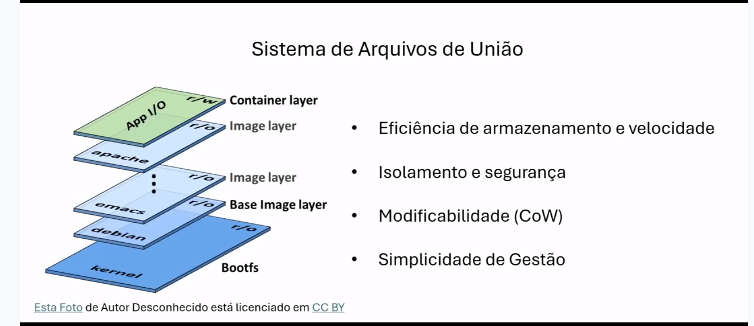 Sistema de Arquivos de União
App I/O
r/w
Container layer
r/o
Image layer
apache
r/o
Image layer
emacs
r/o
Base Image layer
debian
r/o
kernel
Bootfs
• Eficiência de armazenamento e velocidade
• Isolamento e segurança
• Modificabilidade (CoW)
• Simplicidade de Gestão
Esta Foto de Autor Desconhecido está licenciado em CC BY